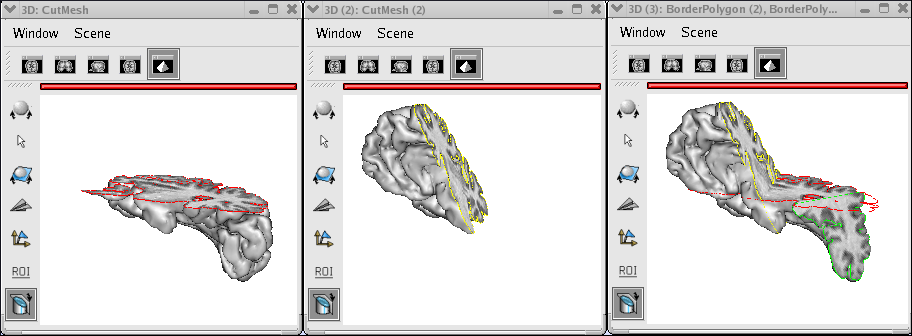 3D: CutMesh
Window Scene
ROI
3D (2): CutMesh (2)
Window Scene
ROI
3D (3): BorderPolygon (2), BorderPoly...
Window Scene
ROI